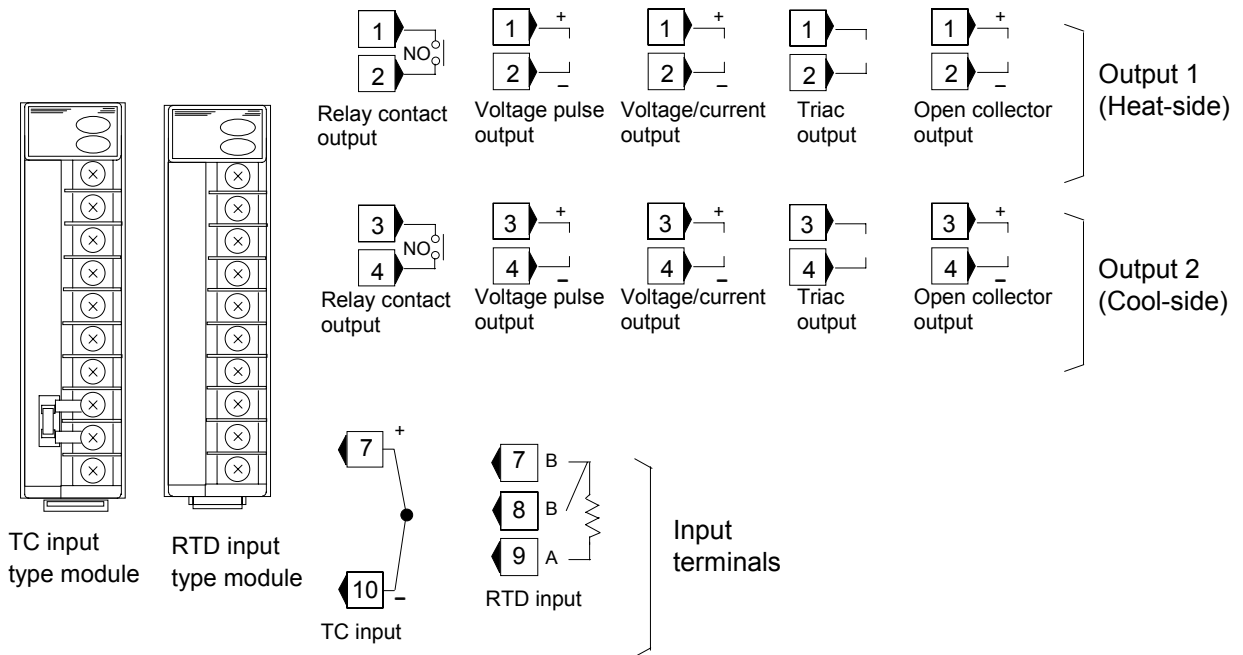 1 + 1 + 1 1 + 1
NO
2 2 2 2 2
− − −
Relay contact output
Voltage pulse output
Voltage/current output
Triac output
Open collector output
Output 1
(Heat-side)
3 + 3 + 3 3 + 3
NO
4 4 4 4 4
− − −
Relay contact output
Voltage pulse output
Voltage/current output
Triac output
Open collector output
Output 2
(Cool-side)
TC input
type module
RTD input
type module
7 +
10 −
TC input
7 B
8 B
9 A
RTD input
Input
terminals